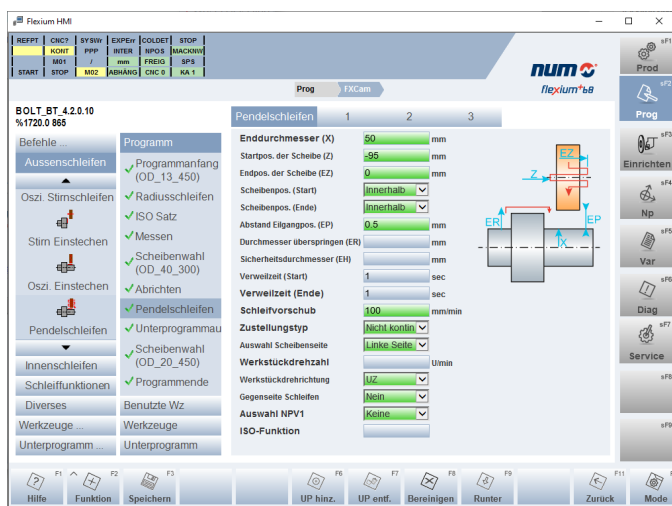 Flexium HMI
REFPT CNC? SYSWr EXPErr COLDET STOP
KONT PPP INTER NPOS MACKNW
M01 / mm FREIG SPS
START STOP M02 ABHÄNG CNC 0 KA 1
num
flexium+68
Prog FXCam
BOLT_BT_4.2.0.10
%1720.0 865
Befehle ...
Aussenschleifen
Oszi. Stirnschleifen
Stirn Einstechen
Oszi. Einstechen
Pendelschleifen
Innenschleifen
Schleiffunktionen
Diverses
Werkzeuge ...
Unterprogramm ...
Programm
Programmanfang
(OD_13_450)
Radiusschleifen
ISO Satz
Messen
Scheibenwahl
(OD_40_300)
Abrichten
Pendelschleifen
Unterprogrammau
Scheibenwahl
(OD_20_450)
Programmende
Benutzte Wz
Werkzeuge
Unterprogramm
Pendelschleifen 1 2 3
Enddurchmesser (X) 50 mm
Startpos. der Scheibe (Z) -95 mm
Endpos. der Scheibe (EZ) 0 mm
Scheibenpos. (Start) Innerhalb
Scheibenpos. (Ende) Innerhalb
Abstand Eilgangpos. (EP) 0.5 mm
Durchmesser überspringen (ER) mm
Sicherheitsdurchmesser (EH) mm
Verweilzeit (Start) 1 sec
Verweilzeit (Ende) 1 sec
Schleifvorschub 100 mm/min
Zustellungstyp Nicht kontin
Auswahl Scheibenseite Linke Seite
Werkstückdrehzahl U/min
Werkstückdrehrichtung UZ
Gegenseite Schleifen Nein
Auswahl NPV1 Keine
ISO-Funktion
EZ
Z
ER
EP
X
sF1
Prod
sF2
Prog
sF3
Einrichten
sF4
Np
sF5
Var
sF6
Diag
sF7
Service
sF8
sF9
F1 Hilfe
F2 Funktion
F3 Speichern
F6 UP hinz.
F7 UP entf.
F8 Bereinigen
F9 Runter
F11 Zurück
Mode